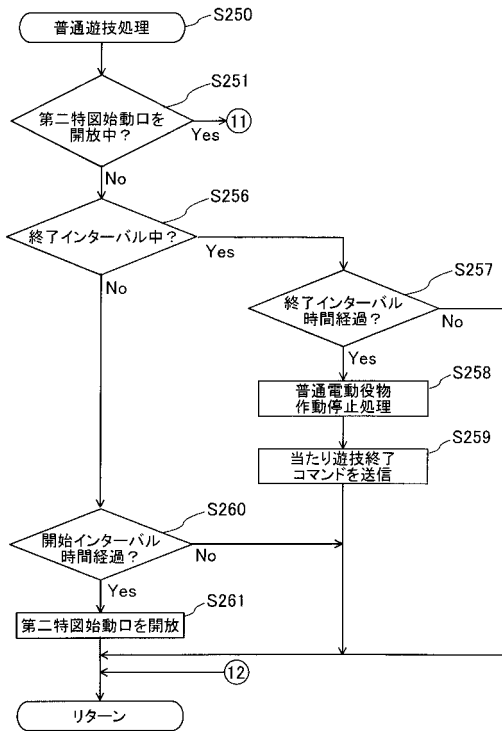 普通遊技処理
S250
S251
第二特図始動口を
開放中？
Yes
⑪
No
S256
終了インターバル中？
Yes
No
S257
終了インターバル
時間経過？
No
Yes
S258
普通電動役物
作動停止処理
S259
当たり遊技終了
コマンドを送信
S260
開始インターバル
時間経過？
No
Yes
S261
第二特図始動口を開放
⑫
リターン